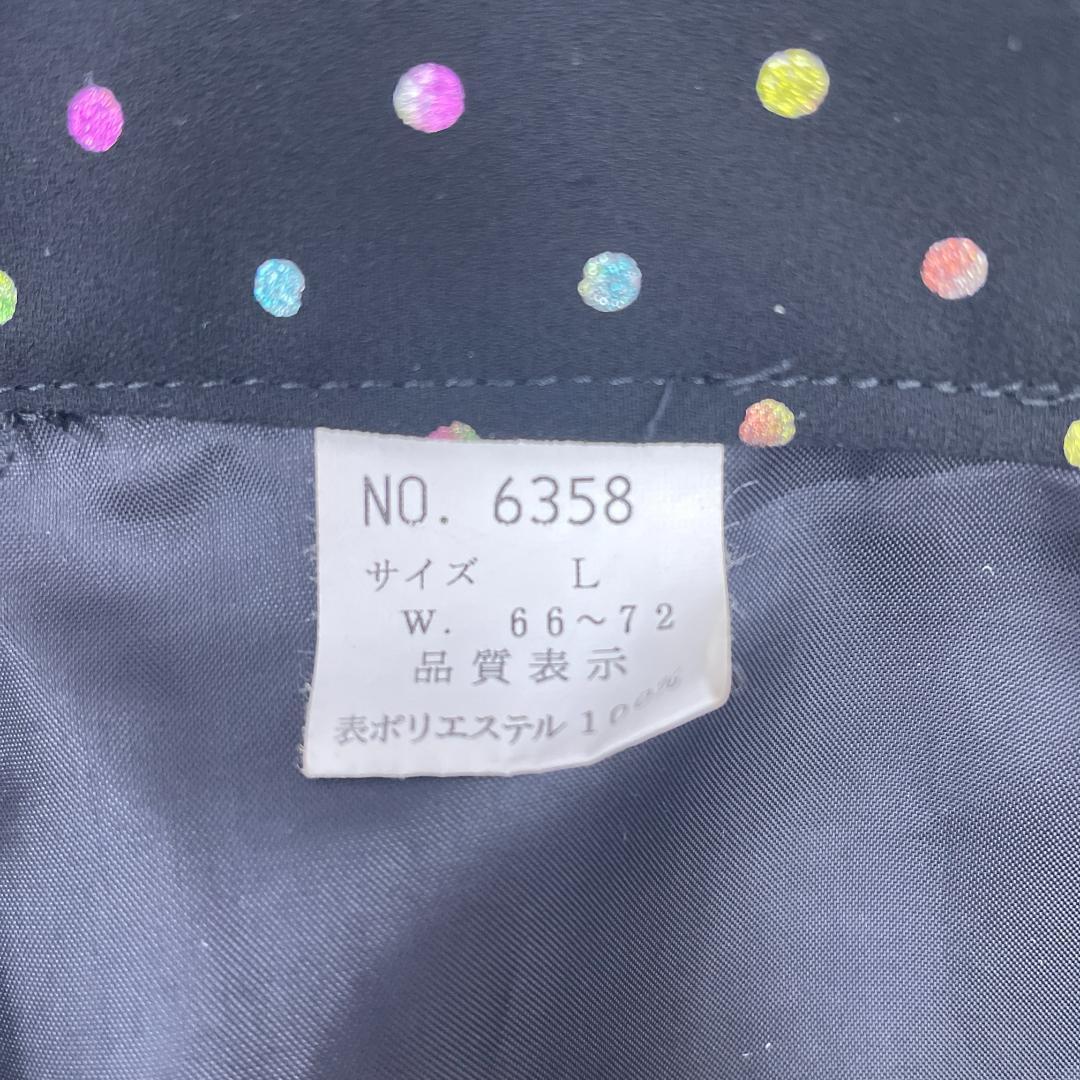 NO. 6358
サイズ L
W. 66~72
品質表示
表ポリエステル100%